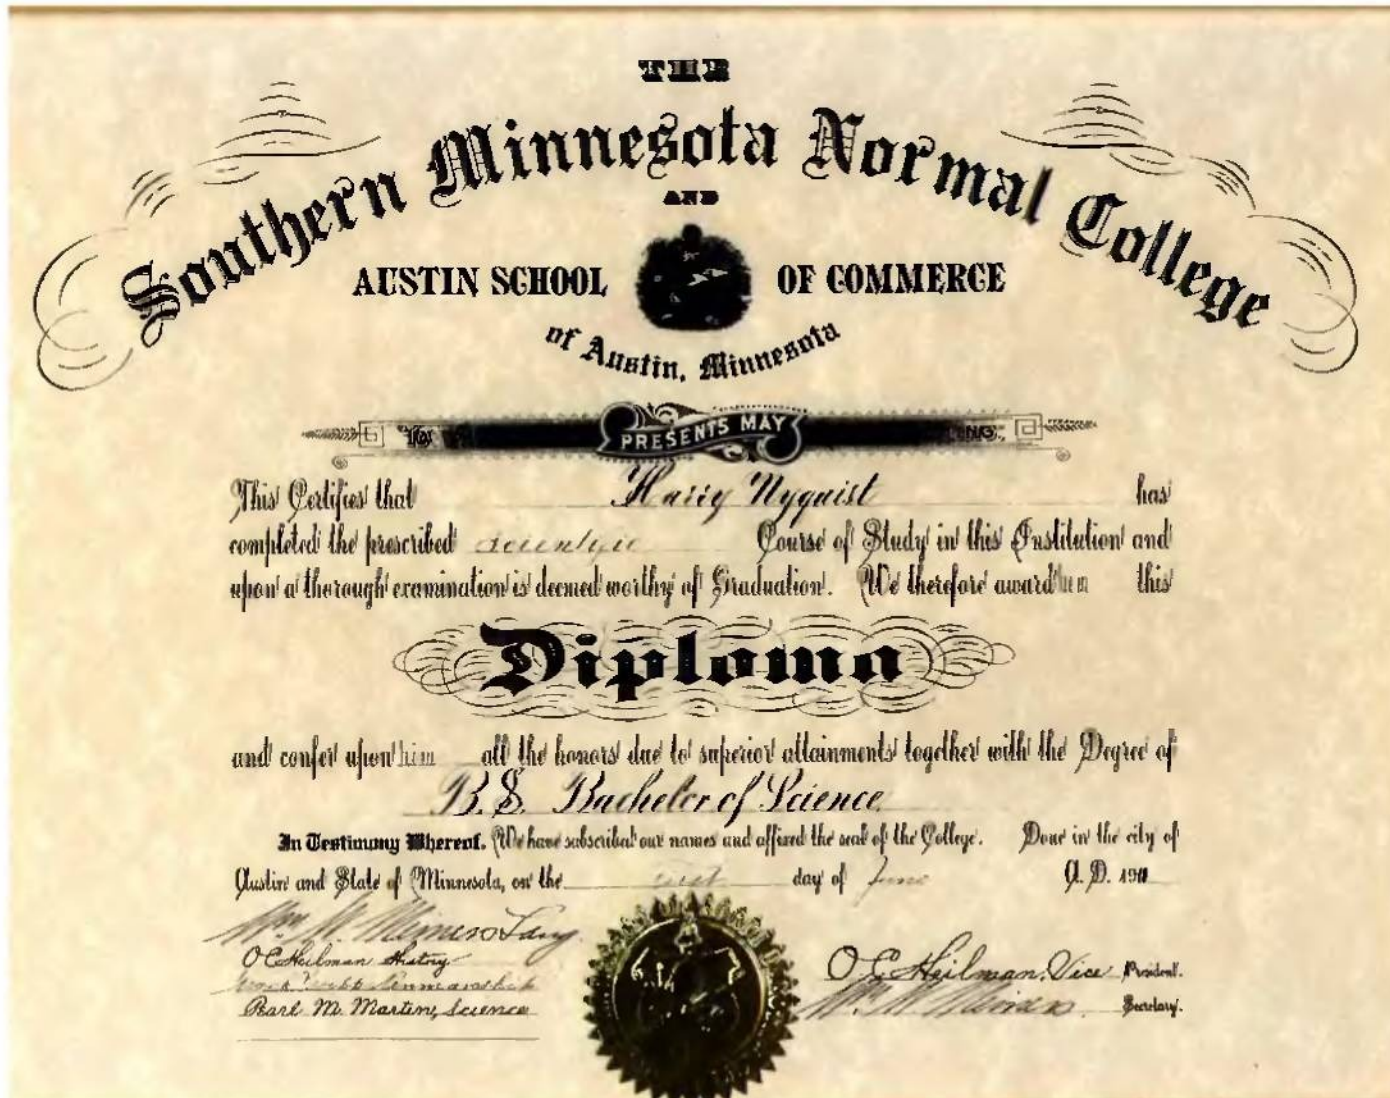 THE
Southern Minnesota Normal College
AND
AUSTIN SCHOOL OF COMMERCE
of Austin, Minnesota
PRESENTS MAY
This Certifies that Harry Nyquist has
completed the prescribed scientific Course of Study in this Institution and
upon a thorough examination is deemed worthy of Graduation. We therefore award him this
Diploma
and confer upon him all the honors due to superior attainments together with the Degree of
B.S. Bachelor of Science
In Testimony Whereof, We have subscribed our names and affixed the seal of the College. Done in the city of
Austin and State of Minnesota, on the day of June A. D. 191
O E Heilman History
Pearl M. Martin, Science
O. E. Heilman, Vice President.
Secretary.